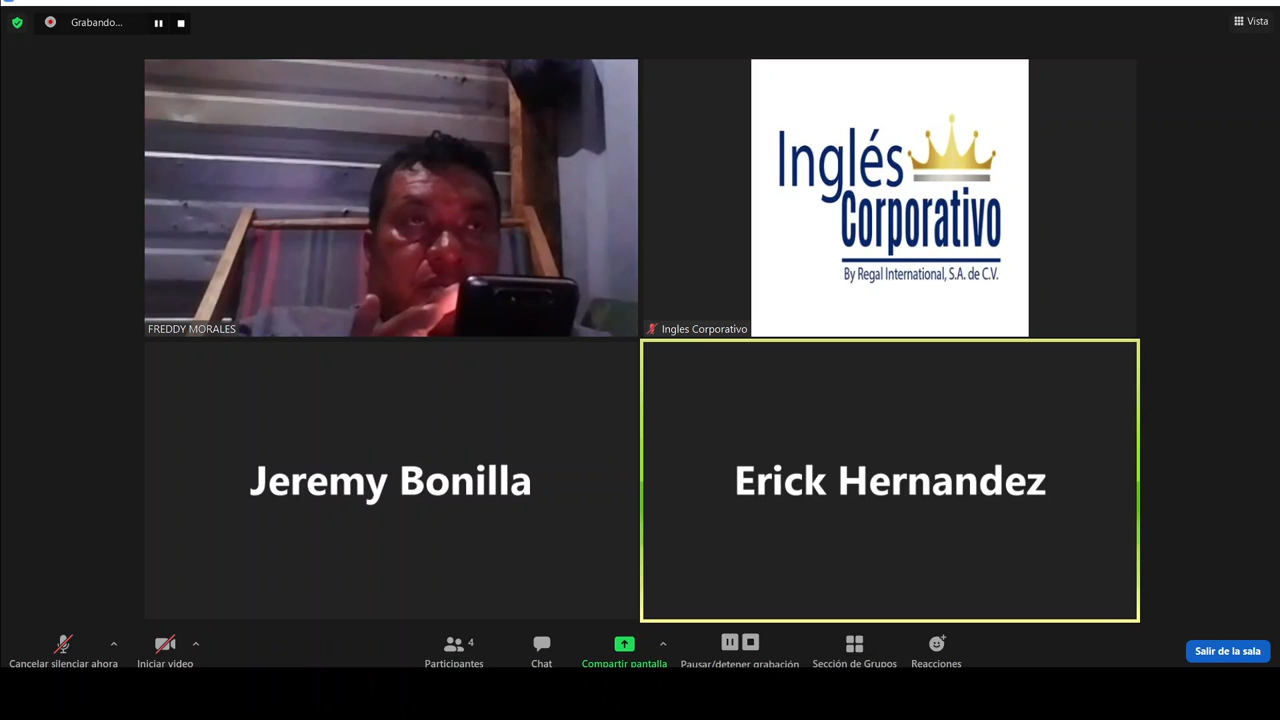 Grabando...
Vista
FREDDY MORALES
Inglés
Corporativo
By Regal International, S.A. de C.V.
Ingles Corporativo
Jeremy Bonilla
Erick Hernandez
Cancelar silenciar ahora
Iniciar video
4
Participantes
Chat
Compartir pantalla
Pausar/detener grabación
Sección de Grupos
Reacciones
Salir de la sala